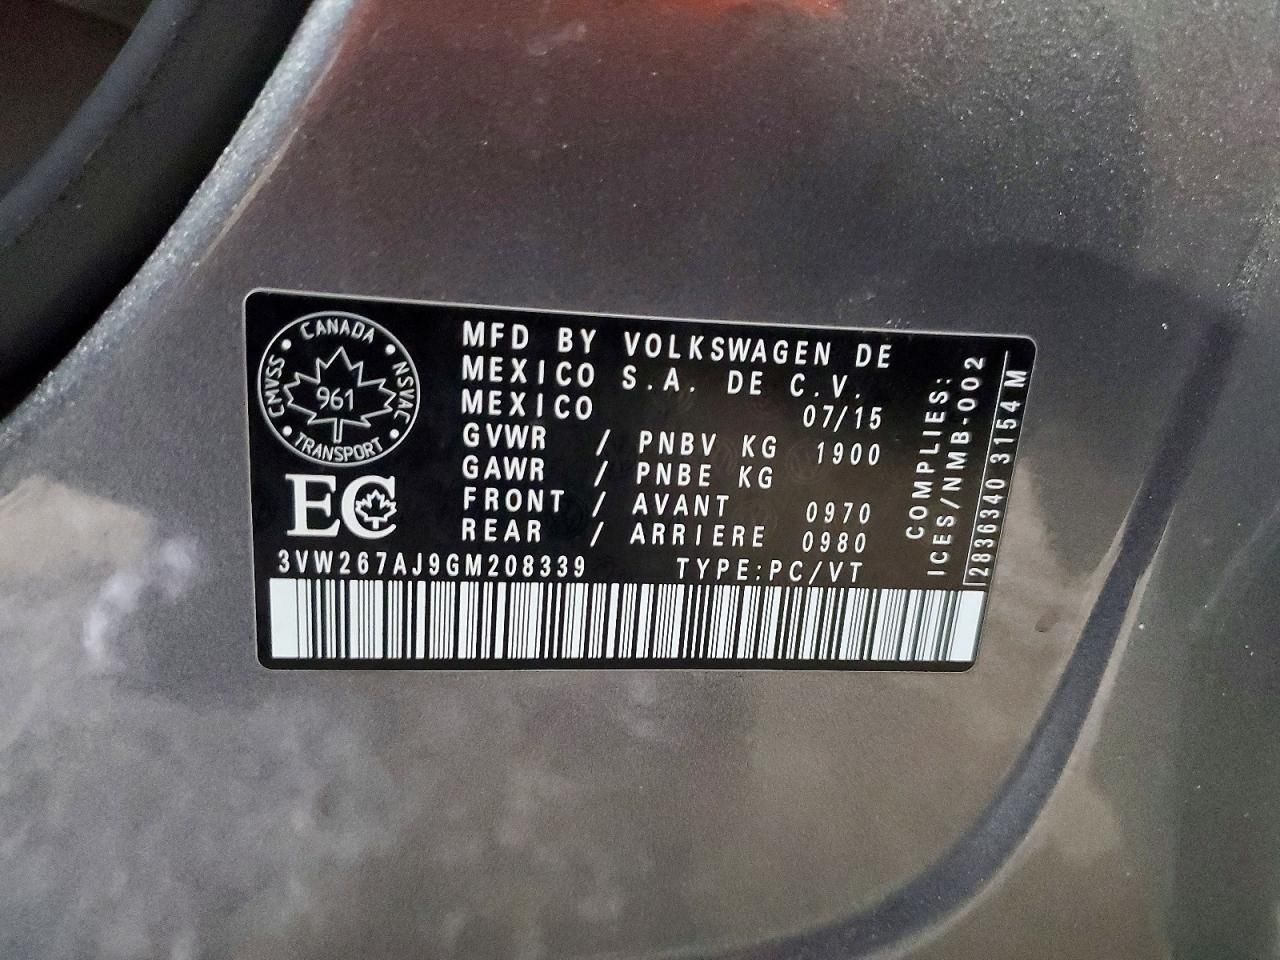 CANADA
CMVSS
NSVAC
961
TRANSPORT
EC
MFD BY VOLKSWAGEN DE
MEXICO S.A. DE C.V.
MEXICO 07/15
GVWR / PNBV KG 1900
GAWR / PNBE KG
FRONT / AVANT 0970
REAR / ARRIERE 0980
3VW267AJ9GM208339 TYPE:PC/VT
COMPLIES:
ICES/NMB-002
2836340 3154 M